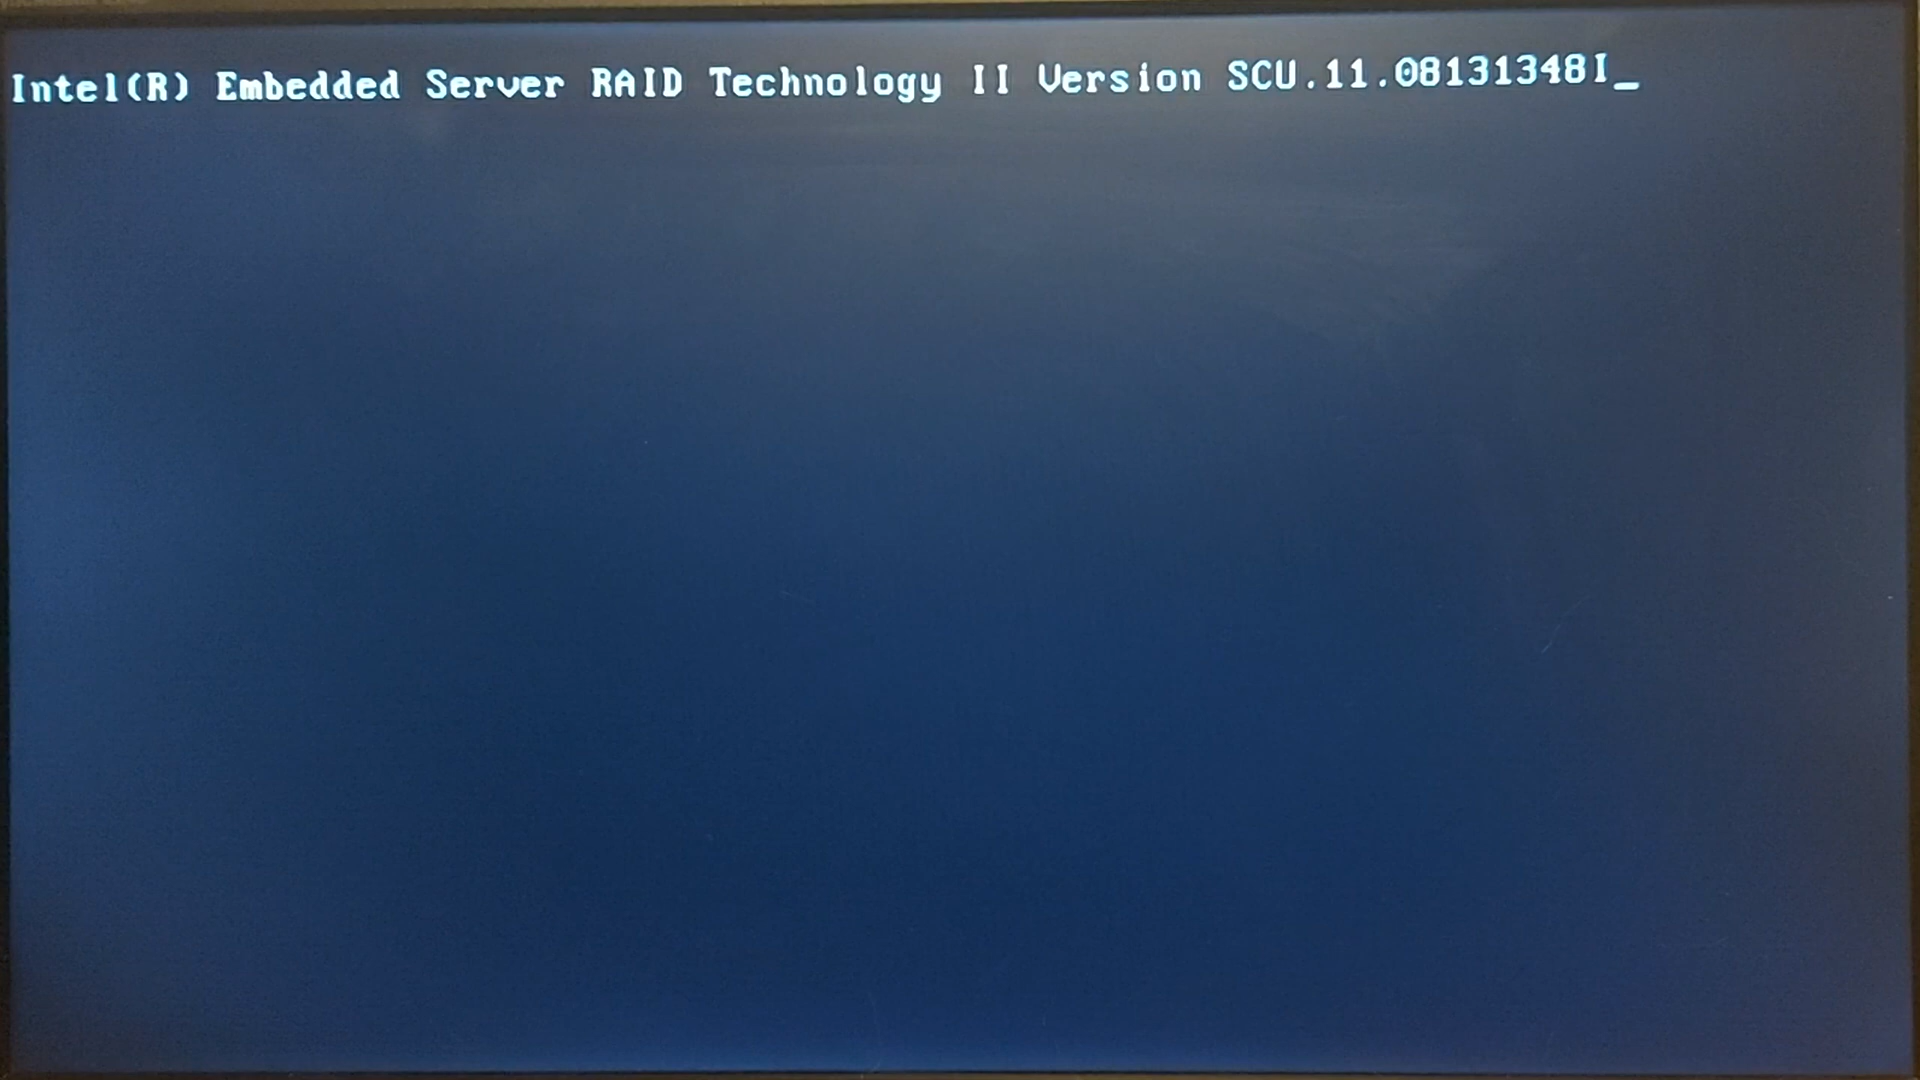 Intel(R) Embedded Server RAID Technology II Version SCU.11.08131348I_